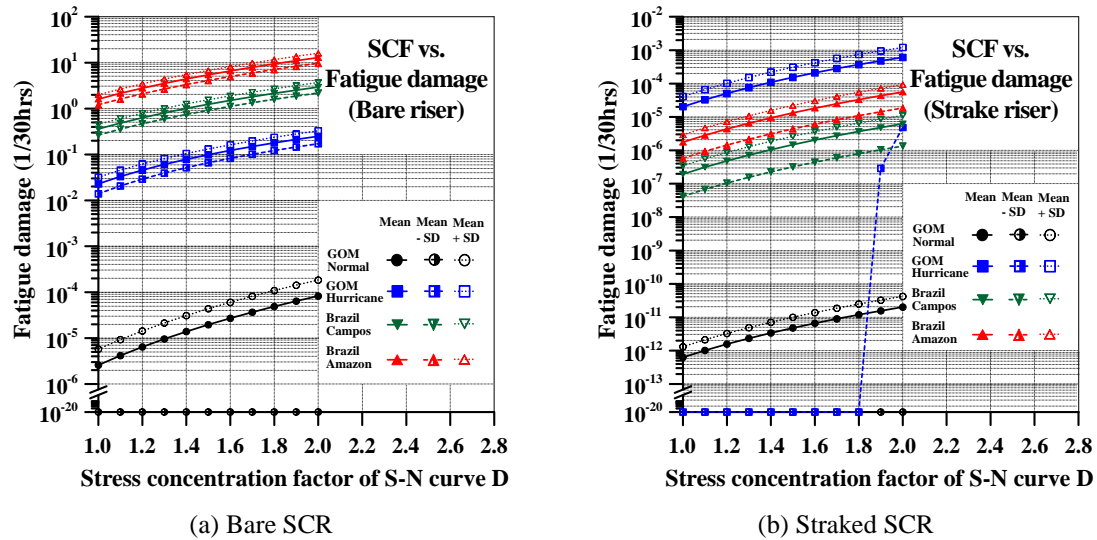 SCF vs.
Fatigue damage
(Bare riser)
Fatigue damage (1/30hrs)
10^2
10^1
10^0
10^-1
10^-2
10^-3
10^-4
10^-5
10^-6
10^-20
Mean Mean Mean
- SD + SD
GOM
Normal
GOM
Hurricane
Brazil
Campos
Brazil
Amazon
1.0 1.2 1.4 1.6 1.8 2.0 2.2 2.4 2.6 2.8
Stress concentration factor of S-N curve D
(a) Bare SCR
SCF vs.
Fatigue damage
(Strake riser)
Fatigue damage (1/30hrs)
10^-2
10^-3
10^-4
10^-5
10^-6
10^-7
10^-8
10^-9
10^-10
10^-11
10^-12
10^-13
10^-20
Mean Mean Mean
- SD + SD
GOM
Normal
GOM
Hurricane
Brazil
Campos
Brazil
Amazon
1.0 1.2 1.4 1.6 1.8 2.0 2.2 2.4 2.6 2.8
Stress concentration factor of S-N curve D
(b) Straked SCR